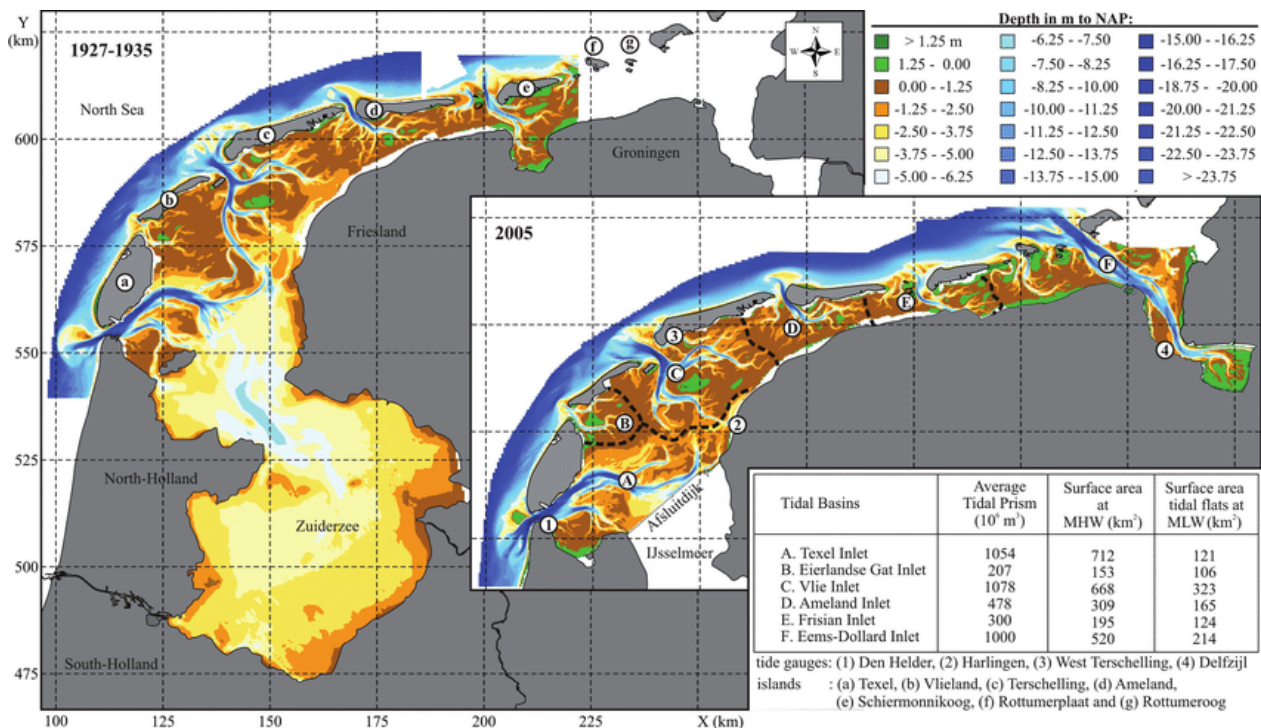 Y
(km)
625
600
575
550
525
500
475
100
125
150
175
200
225
X (km)
1927-1935
North Sea
a
b
c
d
e
f
g
Groningen
Friesland
North-Holland
Zuiderzee
South-Holland
N
W E
S
Depth in m to NAP:
> 1.25 m
1.25 - 0.00
0.00 - -1.25
-1.25 - -2.50
-2.50 - -3.75
-3.75 - -5.00
-5.00 - -6.25
-6.25 - -7.50
-7.50 - -8.25
-8.25 - -10.00
-10.00 - -11.25
-11.25 - -12.50
-12.50 - -13.75
-13.75 - -15.00
-15.00 - -16.25
-16.25 - -17.50
-18.75 - -20.00
-20.00 - -21.25
-21.25 - -22.50
-22.50 - -23.75
> -23.75
2005
A
B
C
D
E
F
1
2
3
4
Afsluitdijk
IJsselmeer
Tidal Basins Average Tidal Prism (10⁶ m³) Surface area at MHW (km²) Surface area tidal flats at MLW (km²)
A. Texel Inlet 1054 712 121
B. Eierlandse Gat Inlet 207 153 106
C. Vlie Inlet 1078 668 323
D. Ameland Inlet 478 309 165
E. Frisian Inlet 300 195 124
F. Eems-Dollard Inlet 1000 520 214
tide gauges: (1) Den Helder, (2) Harlingen, (3) West Terschelling, (4) Delfzijl
islands : (a) Texel, (b) Vlieland, (c) Terschelling, (d) Ameland,
(e) Schiermonnikoog, (f) Rottumerplaat and (g) Rottumeroog